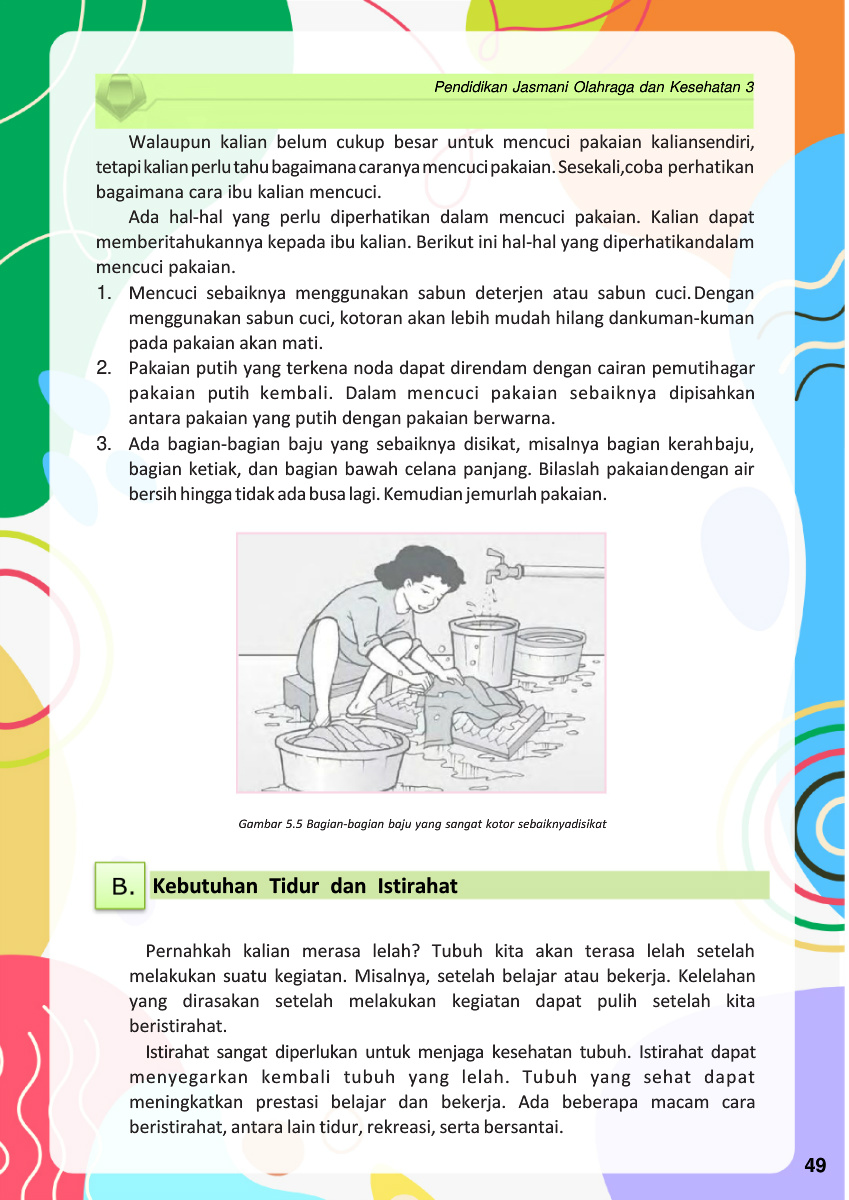 Pendidikan Jasmani Olahraga dan Kesehatan 3
Walaupun kalian belum cukup besar untuk mencuci pakaian kaliansendiri,
tetapi kalian perlu tahu bagaimana caranya mencuci pakaian. Sesekali,coba perhatikan
bagaimana cara ibu kalian mencuci.
Ada hal-hal yang perlu diperhatikan dalam mencuci pakaian. Kalian dapat
memberitahukannya kepada ibu kalian. Berikut ini hal-hal yang diperhatikandalam
mencuci pakaian.
1. Mencuci sebaiknya menggunakan sabun deterjen atau sabun cuci. Dengan
menggunakan sabun cuci, kotoran akan lebih mudah hilang dankuman-kuman
pada pakaian akan mati.
2. Pakaian putih yang terkena noda dapat direndam dengan cairan pemutihagar
pakaian putih kembali. Dalam mencuci pakaian sebaiknya dipisahkan
antara pakaian yang putih dengan pakaian berwarna.
3. Ada bagian-bagian baju yang sebaiknya disikat, misalnya bagian kerahbaju,
bagian ketiak, dan bagian bawah celana panjang. Bilaslah pakaiandengan air
bersih hingga tidak ada busa lagi. Kemudian jemurlah pakaian.
Gambar 5.5 Bagian-bagian baju yang sangat kotor sebaiknyadisikat
B. Kebutuhan Tidur dan Istirahat
Pernahkah kalian merasa lelah? Tubuh kita akan terasa lelah setelah
melakukan suatu kegiatan. Misalnya, setelah belajar atau bekerja. Kelelahan
yang dirasakan setelah melakukan kegiatan dapat pulih setelah kita
beristirahat.
Istirahat sangat diperlukan untuk menjaga kesehatan tubuh. Istirahat dapat
menyegarkan kembali tubuh yang lelah. Tubuh yang sehat dapat
meningkatkan prestasi belajar dan bekerja. Ada beberapa macam cara
beristirahat, antara lain tidur, rekreasi, serta bersantai.
49